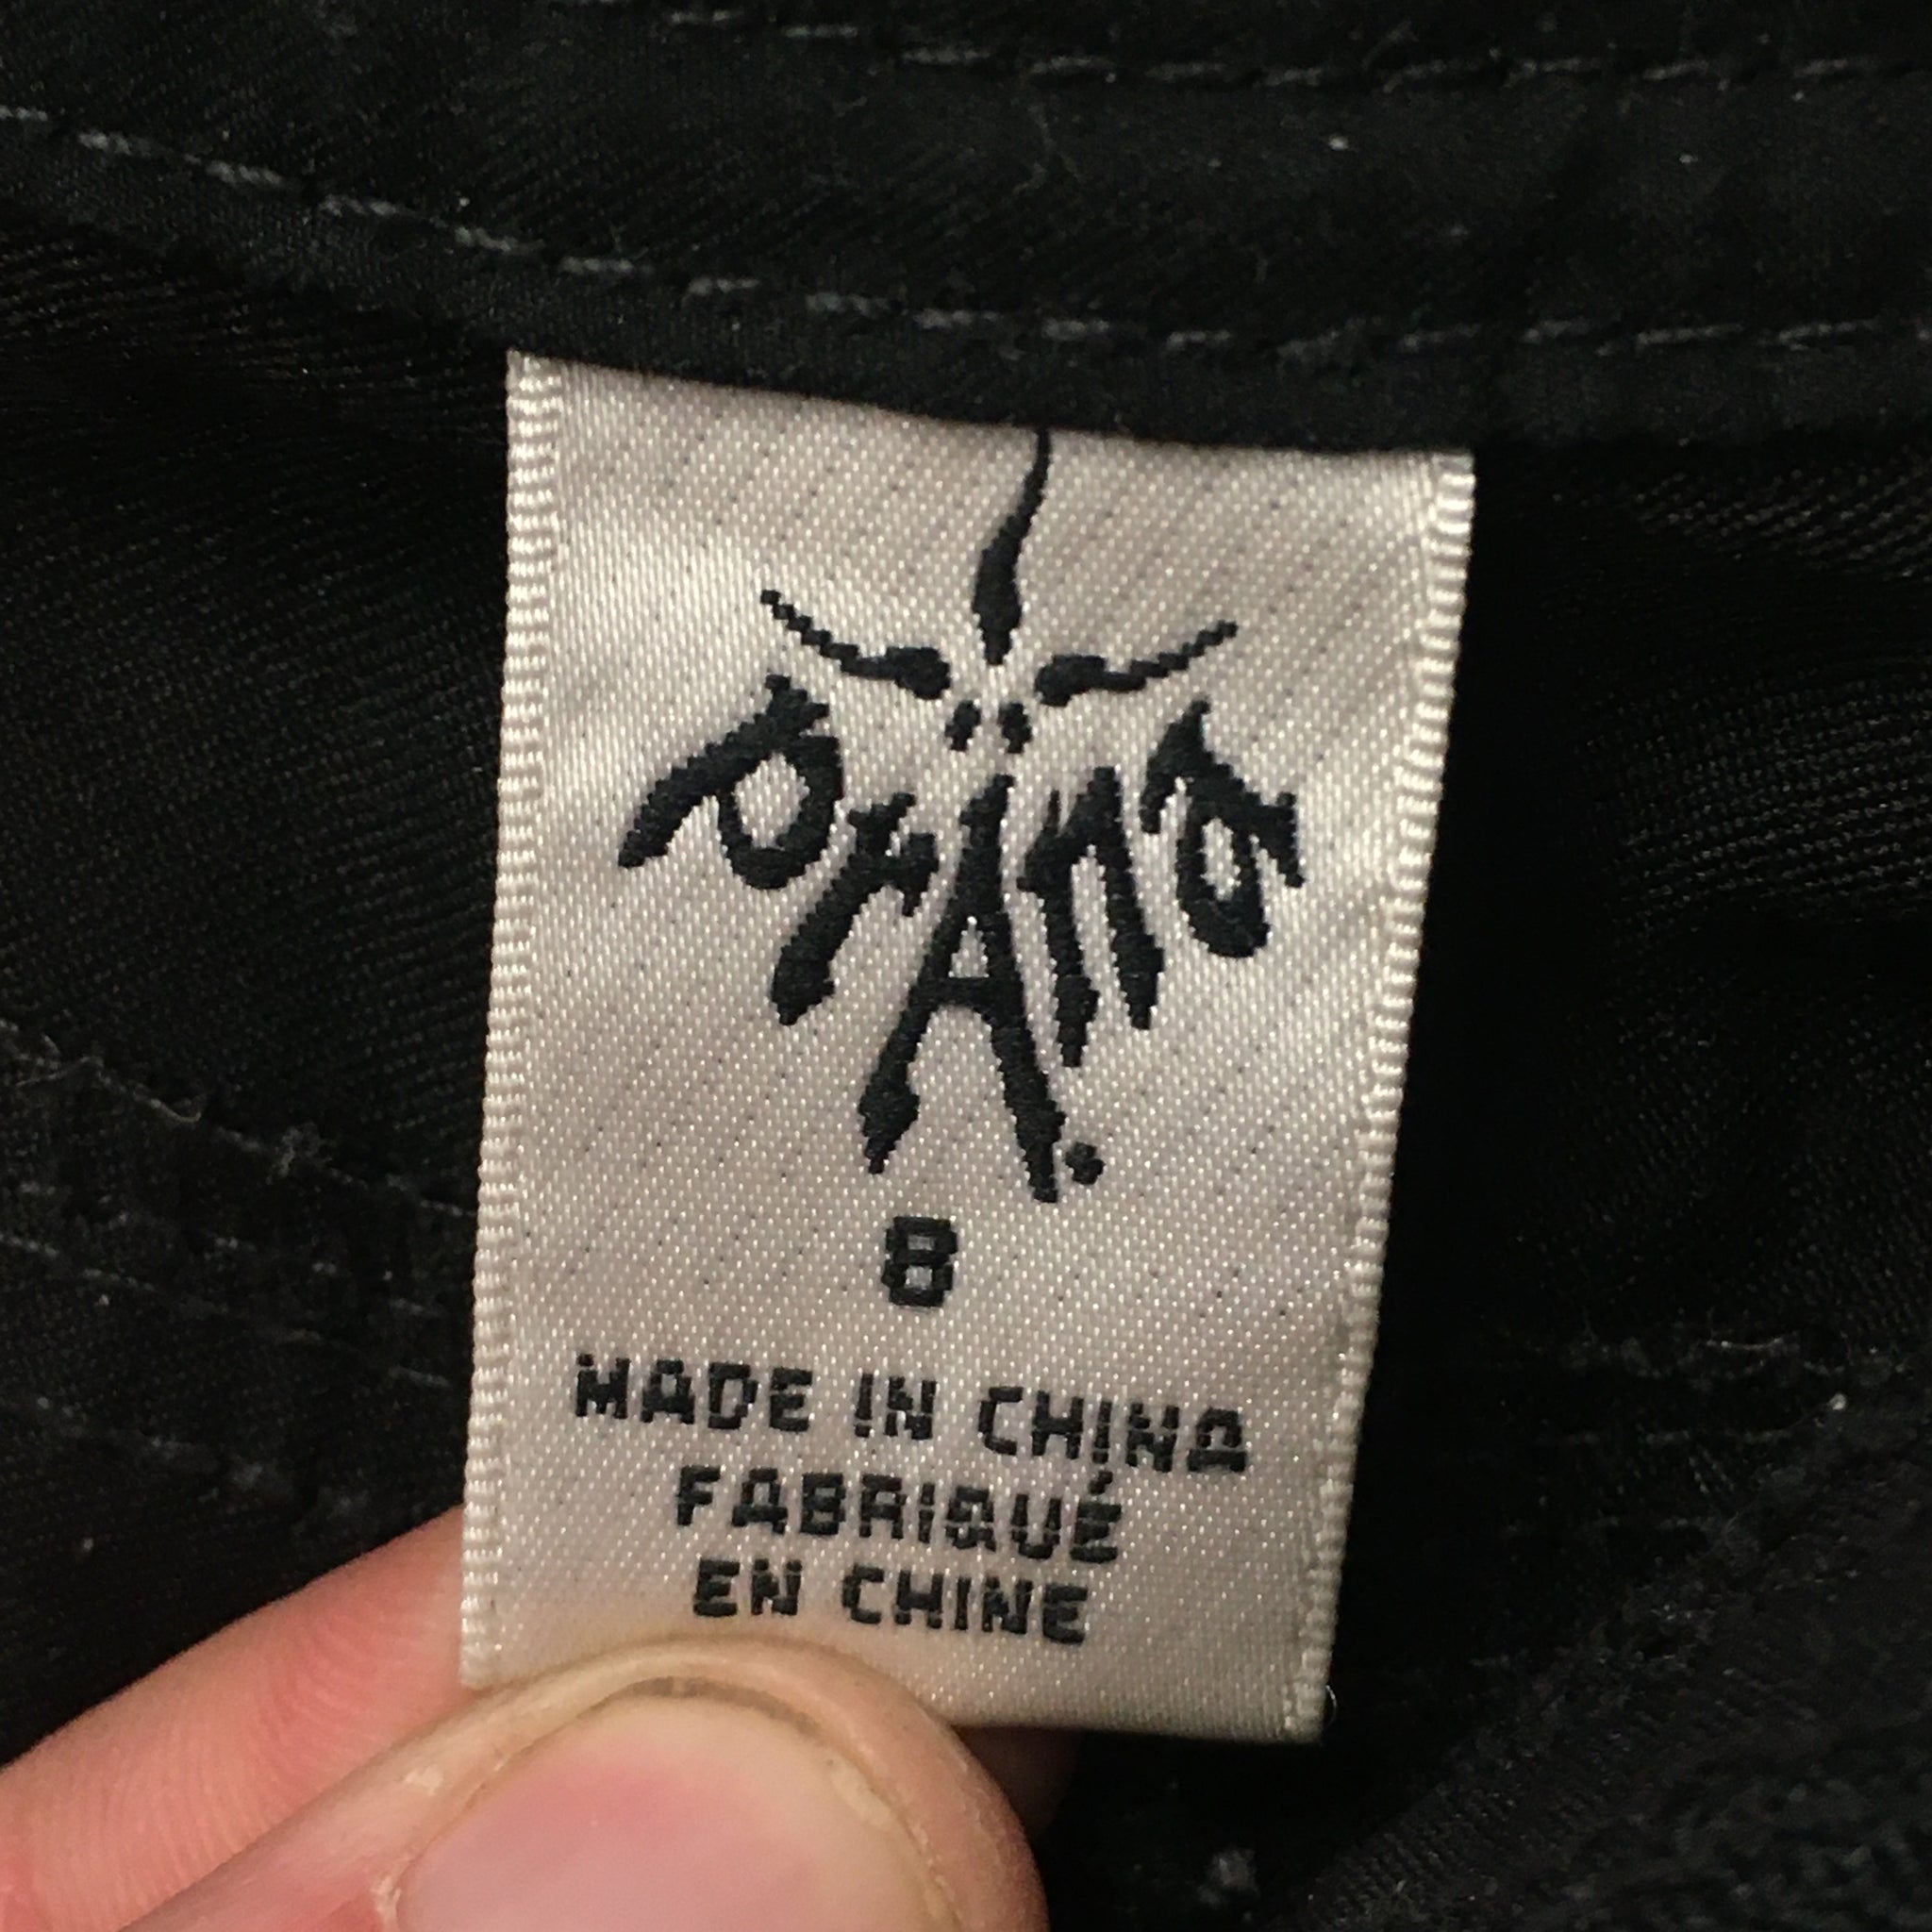 prAna
8
MADE IN CHINA
FABRIQUÉ
EN CHINE